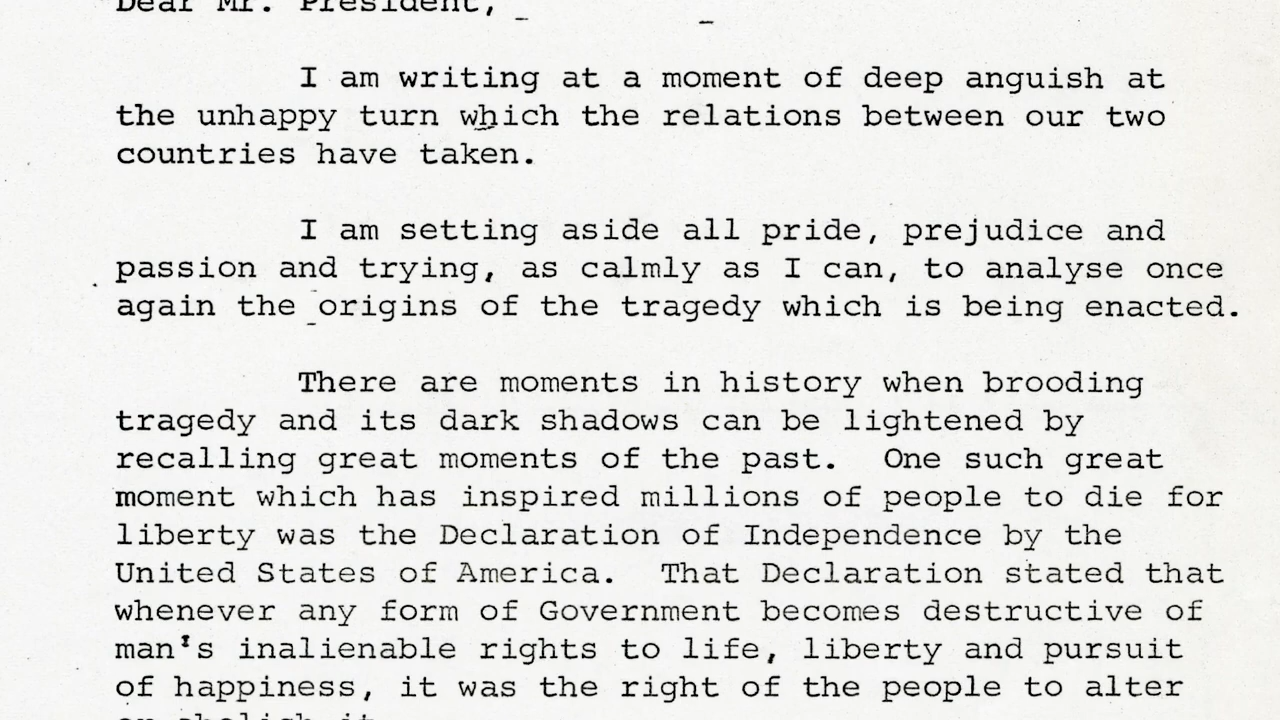 Dear Mr. President,
I am writing at a moment of deep anguish at
the unhappy turn which the relations between our two
countries have taken.
I am setting aside all pride, prejudice and
passion and trying, as calmly as I can, to analyse once
again the origins of the tragedy which is being enacted.
There are moments in history when brooding
tragedy and its dark shadows can be lightened by
recalling great moments of the past. One such great
moment which has inspired millions of people to die for
liberty was the Declaration of Independence by the
United States of America. That Declaration stated that
whenever any form of Government becomes destructive of
man's inalienable rights to life, liberty and pursuit
of happiness, it was the right of the people to alter
or abolish it